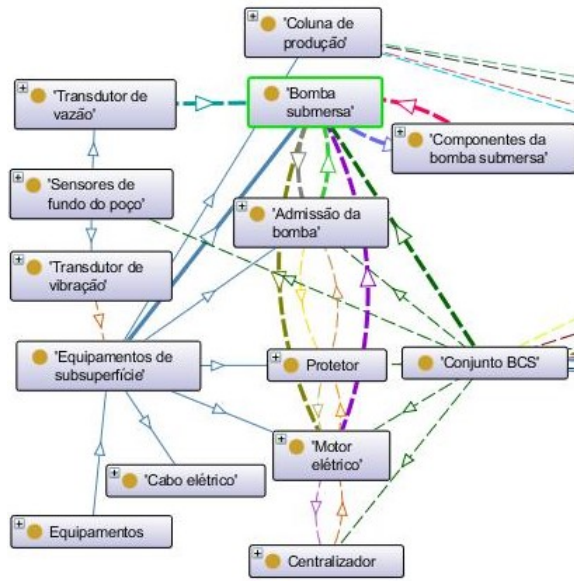 'Coluna de
produção'
'Transdutor de
vazão'
'Bomba
submersa'
'Componentes da
bomba submersa'
'Sensores de
fundo do poço'
'Admissão da
bomba'
'Transdutor de
vibração'
'Equipamentos de
subsuperfície'
Protetor
'Conjunto BCS'
'Motor
elétrico'
'Cabo elétrico'
Equipamentos
Centralizador